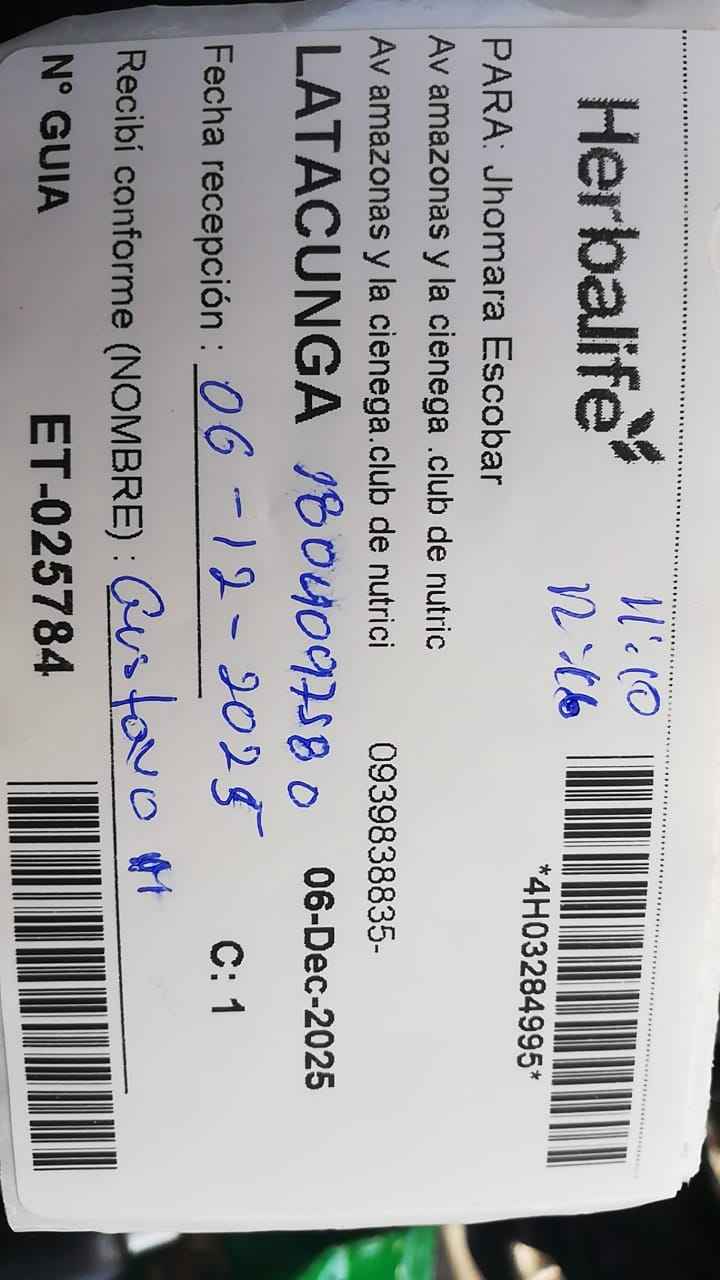 Herbalife
11:10
12:16
*4H03284995*
PARA: Jhomara Escobar
Av amazonas y la cienega .club de nutric
Av amazonas y la cienega.club de nutrici 0939838835-
LATACUNGA 1804097580 06-Dec-2025
Fecha recepción : 06-12-2025 C: 1
Recibí conforme (NOMBRE) : Gustavo M
N° GUIA ET-025784